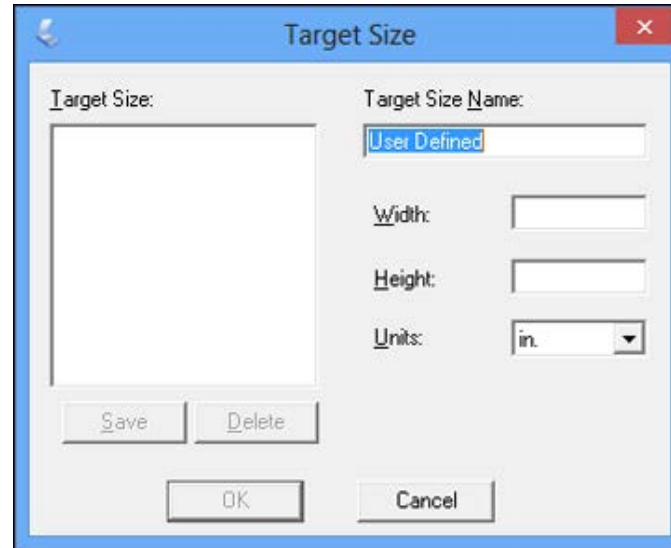 Target Size
Target Size:
Target Size Name:
User Defined
Width:
Height:
Units:
in.
Save
Delete
OK
Cancel